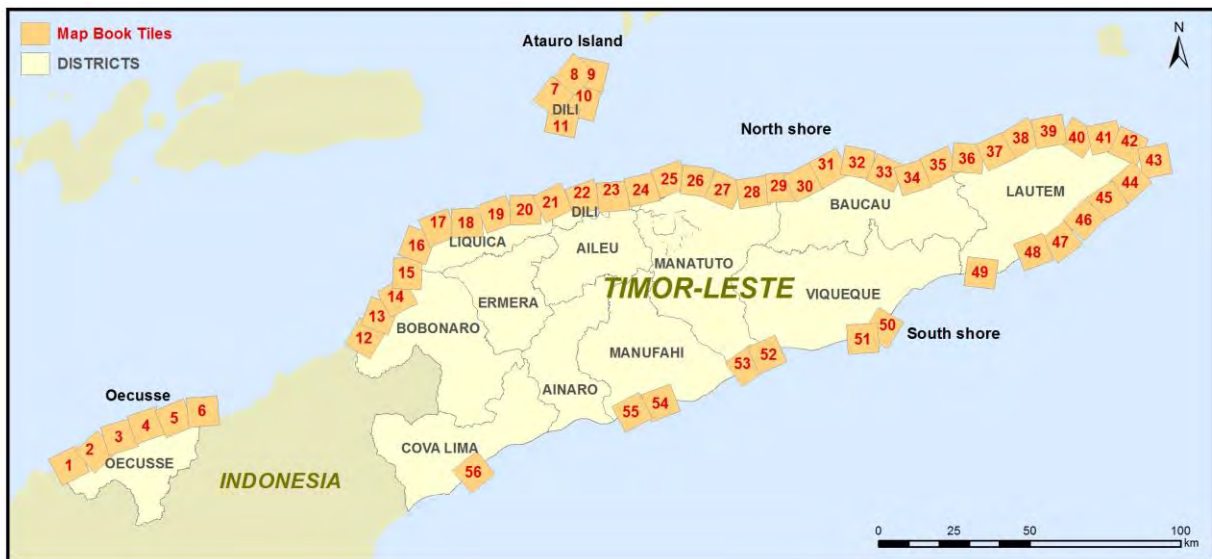 Map Book Tiles
DISTRICTS
Atauro Island
N
8 9
7
10
DILI
11
North shore
31 32 33 34 35 36 37 38 39 40 41 42
43
44
45
46
47
48
49
LAUTEM
BAUCAU
16 17 18 19 20 21 22 23 24 25 26 27 28 29 30
DILI
LIQUICA
AILEU
MANATUTO
15
14
13
12
TIMOR-LESTE
VIQUEQUE
ERMERA
BOBONARO
50
51
South shore
MANUFAHI
52
53
AINARO
54
55
Oecusse
1 2 3 4 5 6
OECUSSE
COVA LIMA
56
INDONESIA
0 25 50 100
km